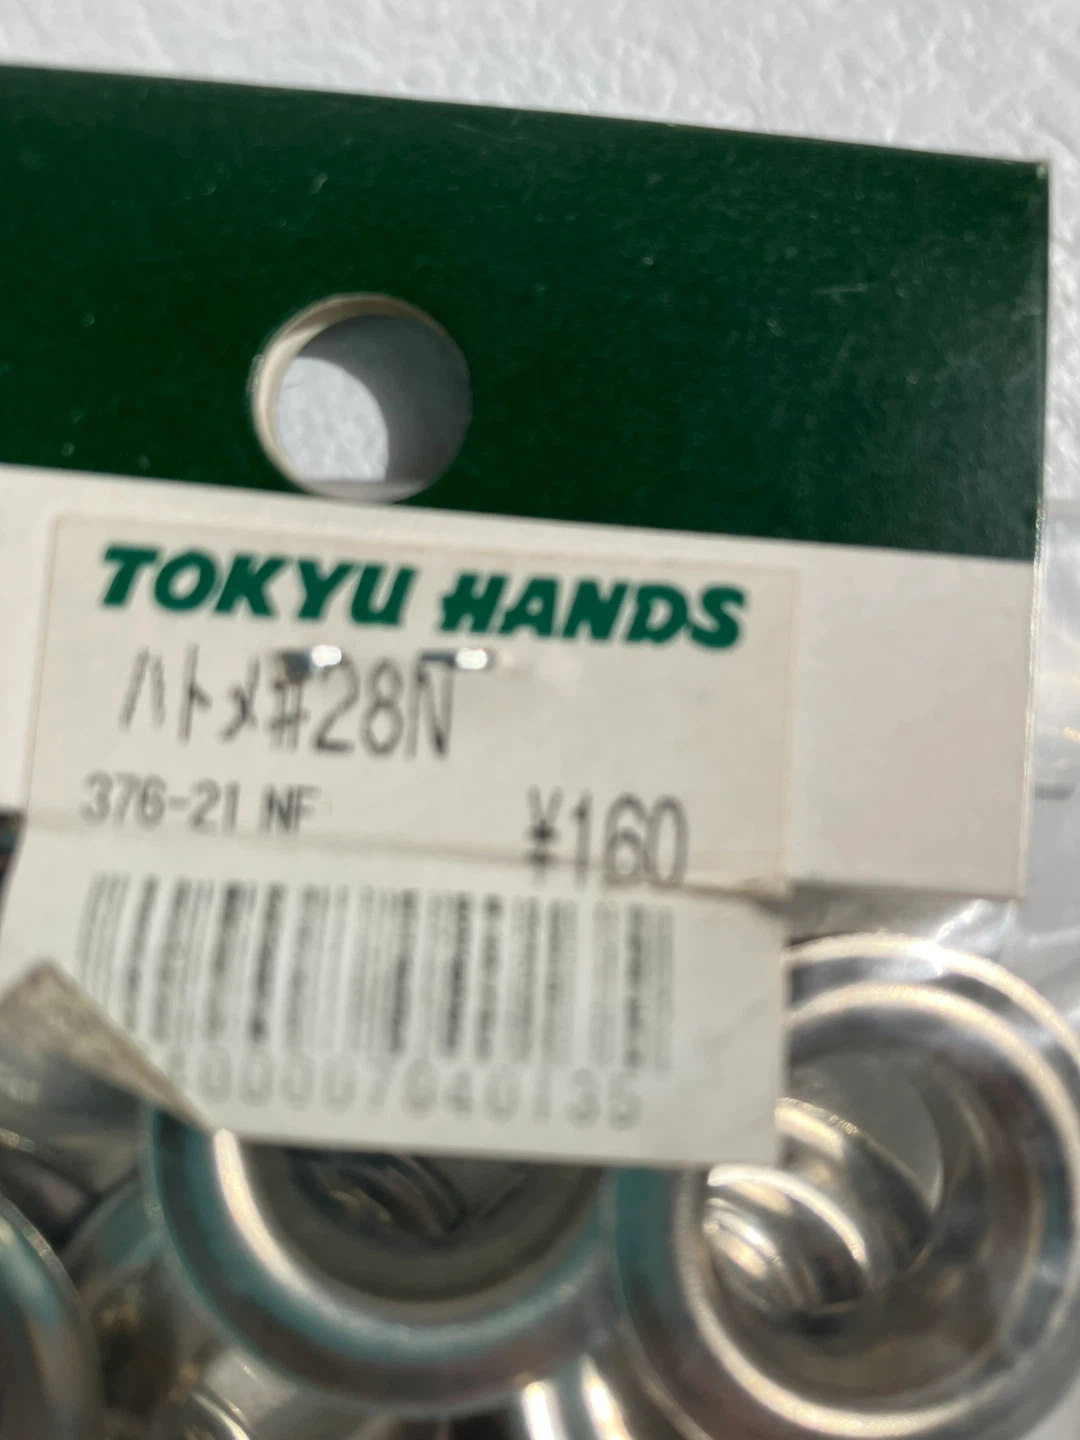 TOKYU HANDS
ハトメ#28N
376-21 NF
¥160